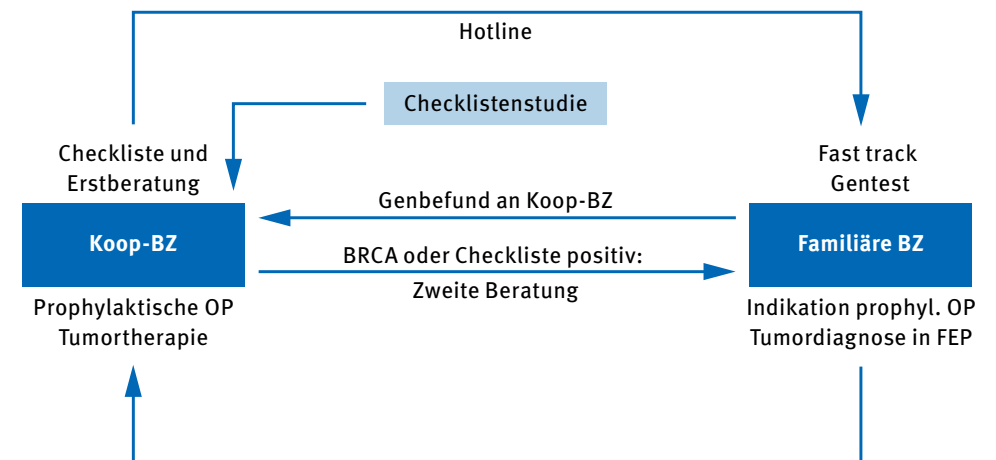 Hotline
Checklistenstudie
Checkliste und
Erstberatung
Fast track
Gentest
Koop-BZ
Genbefund an Koop-BZ
BRCA oder Checkliste positiv:
Zweite Beratung
Familiäre BZ
Prophylaktische OP
Tumortherapie
Indikation prophyl. OP
Tumordiagnose in FEP